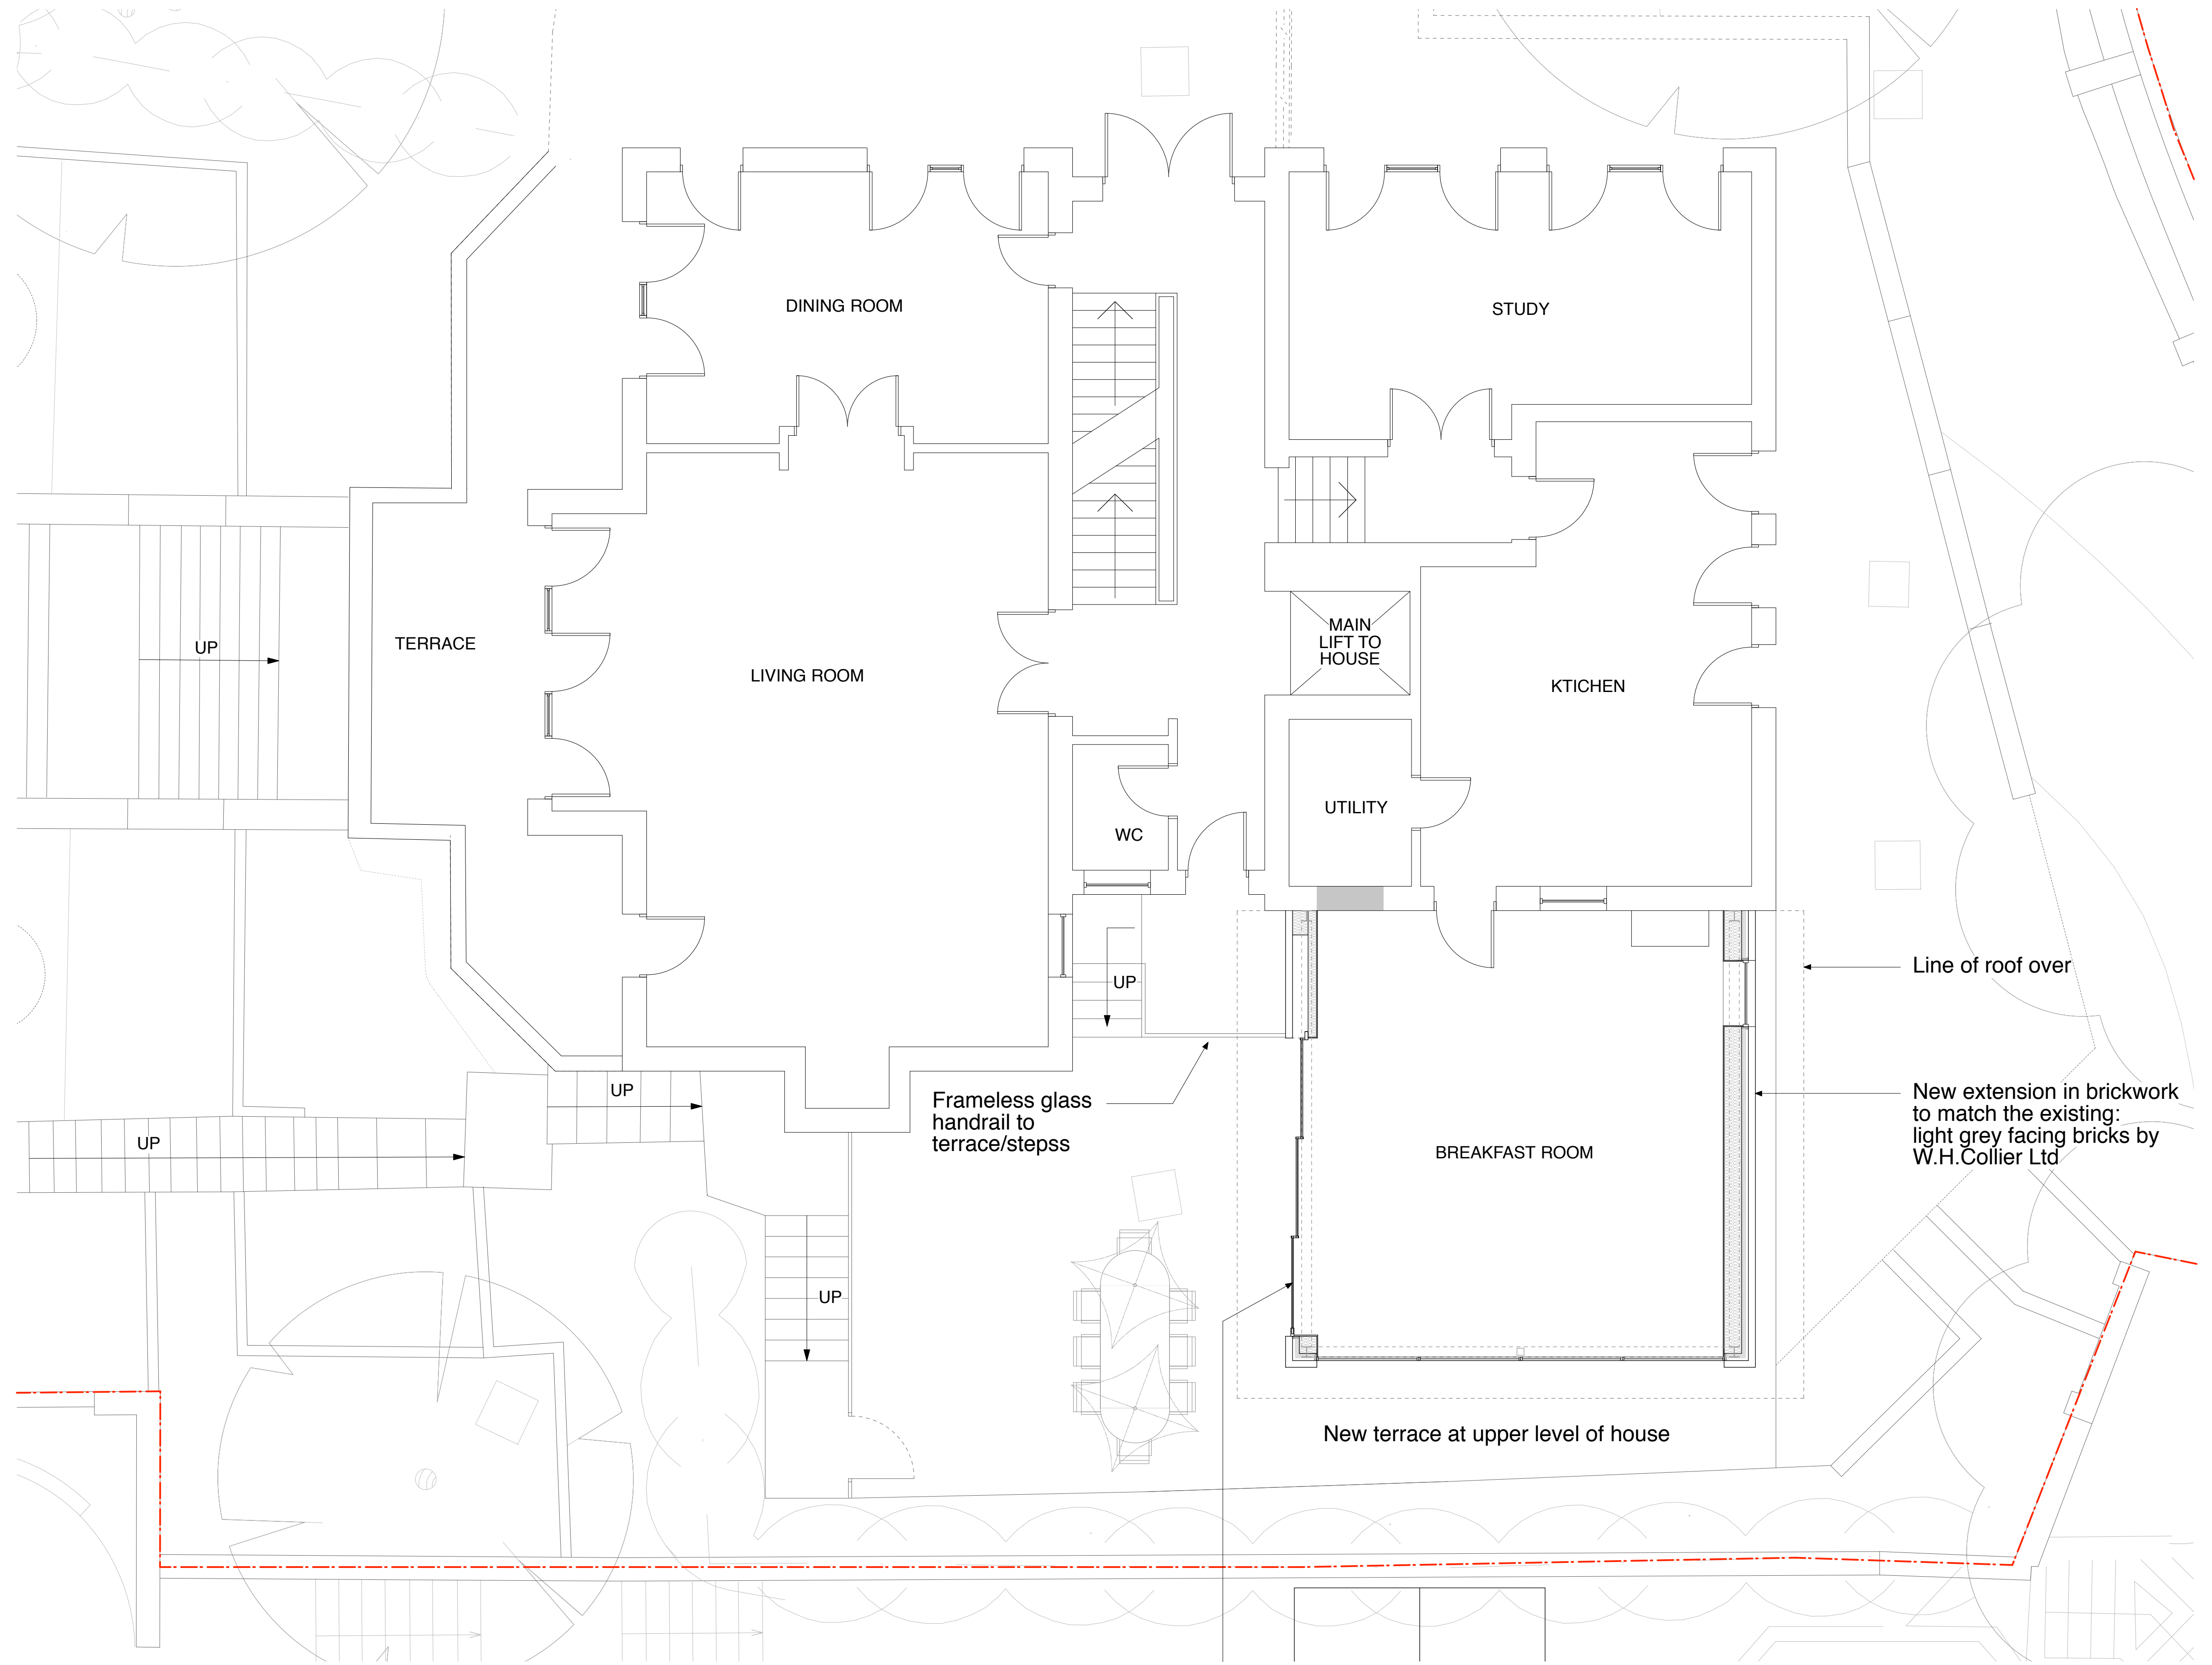 DINING ROOM
STUDY
UP
TERRACE
LIVING ROOM
MAIN
LIFT TO
HOUSE
KTICHEN
UTILITY
WC
UP
Line of roof over
UP
UP
Frameless glass
handrail to
terrace/stepss
BREAKFAST ROOM
New extension in brickwork
to match the existing:
light grey facing bricks by
W.H.Collier Ltd
UP
New terrace at upper level of house